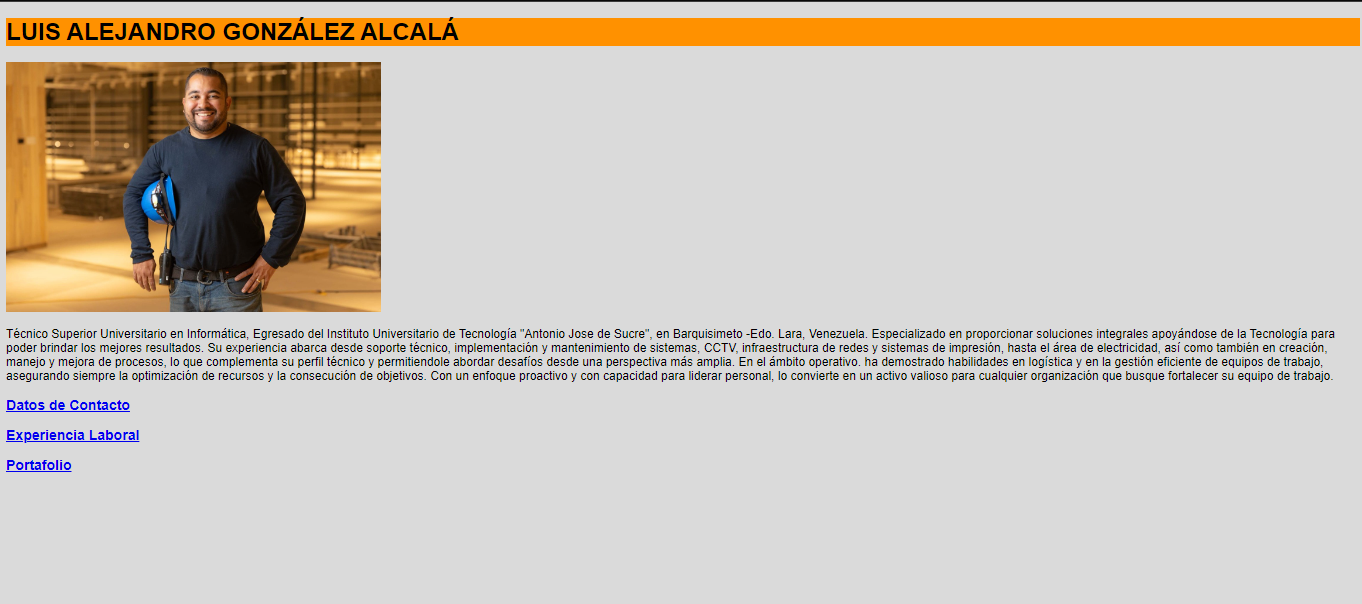 LUIS ALEJANDRO GONZÁLEZ ALCALÁ
Técnico Superior Universitario en Informática, Egresado del Instituto Universitario de Tecnología "Antonio Jose de Sucre", en Barquisimeto -Edo. Lara, Venezuela. Especializado en proporcionar soluciones integrales apoyándose de la Tecnología para
poder brindar los mejores resultados. Su experiencia abarca desde soporte técnico, implementación y mantenimiento de sistemas, CCTV, infraestructura de redes y sistemas de impresión, hasta el área de electricidad, así como también en creación,
manejo y mejora de procesos, lo que complementa su perfil técnico y permitiendole abordar desafíos desde una perspectiva más amplia. En el ámbito operativo. ha demostrado habilidades en logística y en la gestión eficiente de equipos de trabajo,
asegurando siempre la optimización de recursos y la consecución de objetivos. Con un enfoque proactivo y con capacidad para liderar personal, lo convierte en un activo valioso para cualquier organización que busque fortalecer su equipo de trabajo.
Datos de Contacto
Experiencia Laboral
Portafolio